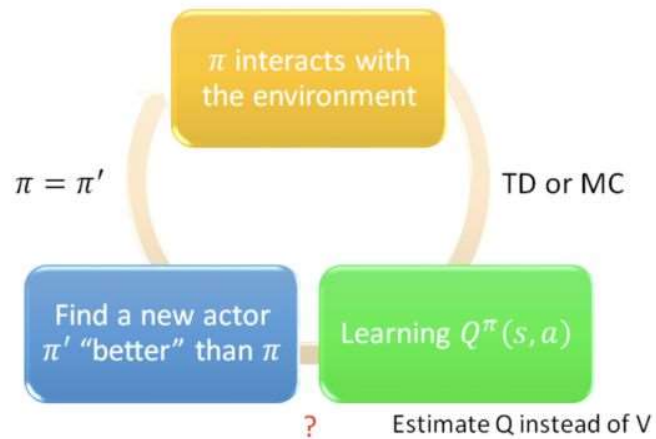 π interacts with
the environment
π = π′
TD or MC
Find a new actor
π′ “better” than π
Learning Q^π(s, a)
?
Estimate Q instead of V